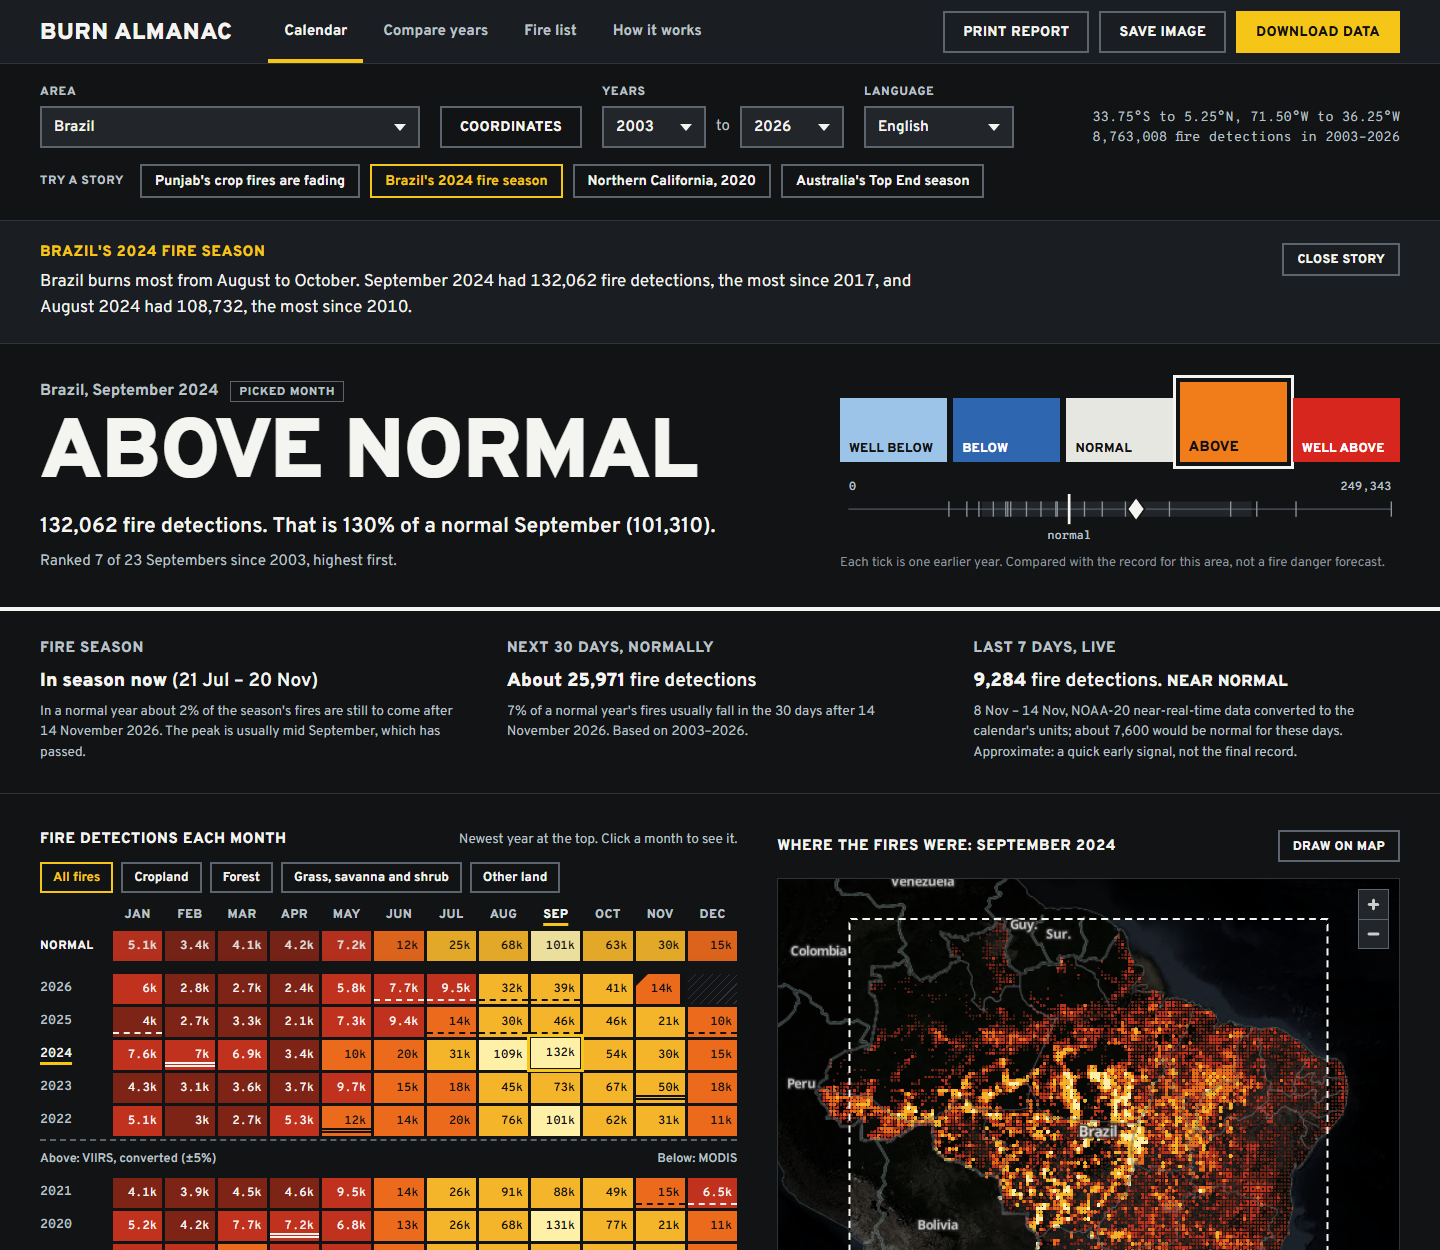 BURN ALMANAC
Calendar
Compare years
Fire list
How it works
PRINT REPORT
SAVE IMAGE
DOWNLOAD DATA
AREA
YEARS
LANGUAGE
Brazil
COORDINATES
2003
to
2026
English
33.75°S to 5.25°N, 71.50°W to 36.25°W
8,763,008 fire detections in 2003–2026
TRY A STORY
Punjab's crop fires are fading
Brazil's 2024 fire season
Northern California, 2020
Australia's Top End season
BRAZIL'S 2024 FIRE SEASON
Brazil burns most from August to October. September 2024 had 132,062 fire detections, the most since 2017, and
August 2024 had 108,732, the most since 2010.
CLOSE STORY
Brazil, September 2024
PICKED MONTH
ABOVE NORMAL
132,062 fire detections. That is 130% of a normal September (101,310).
Ranked 7 of 23 Septembers since 2003, highest first.
WELL BELOW
BELOW
NORMAL
ABOVE
WELL ABOVE
0
249,343
normal
Each tick is one earlier year. Compared with the record for this area, not a fire danger forecast.
FIRE SEASON
In season now (21 Jul – 20 Nov)
In a normal year about 2% of the season's fires are still to come after
14 November 2026. The peak is usually mid September, which has
passed.
NEXT 30 DAYS, NORMALLY
About 25,971 fire detections
7% of a normal year's fires usually fall in the 30 days after 14
November 2026. Based on 2003–2026.
LAST 7 DAYS, LIVE
9,284 fire detections. NEAR NORMAL
8 Nov – 14 Nov, NOAA-20 near-real-time data converted to the
calendar's units; about 7,600 would be normal for these days.
Approximate: a quick early signal, not the final record.
FIRE DETECTIONS EACH MONTH
Newest year at the top. Click a month to see it.
All fires
Cropland
Forest
Grass, savanna and shrub
Other land
JAN FEB MAR APR MAY JUN JUL AUG SEP OCT NOV DEC
NORMAL 5.1k 3.4k 4.1k 4.2k 7.2k 12k 25k 68k 101k 63k 30k 15k
2026 6k 2.8k 2.7k 2.4k 5.8k 7.7k 9.5k 32k 39k 41k 14k
2025 4k 2.7k 3.3k 2.1k 7.3k 9.4k 14k 30k 46k 46k 21k 10k
2024 7.6k 7k 6.9k 3.4k 10k 20k 31k 109k 132k 54k 30k 15k
2023 4.3k 3.1k 3.6k 3.7k 9.7k 15k 18k 45k 73k 67k 50k 18k
2022 5.1k 3k 2.7k 5.3k 12k 14k 20k 76k 101k 62k 31k 11k
Above: VIIRS, converted (±5%)
Below: MODIS
2021 4.1k 3.9k 4.5k 4.6k 9.5k 14k 26k 91k 88k 49k 15k 6.5k
2020 5.2k 4.2k 7.7k 7.2k 6.8k 13k 26k 68k 131k 77k 21k 11k
WHERE THE FIRES WERE: SEPTEMBER 2024
DRAW ON MAP
Venezuela
Guy.
Sur.
Colombia
Peru
Brazil
Bolivia
+
−